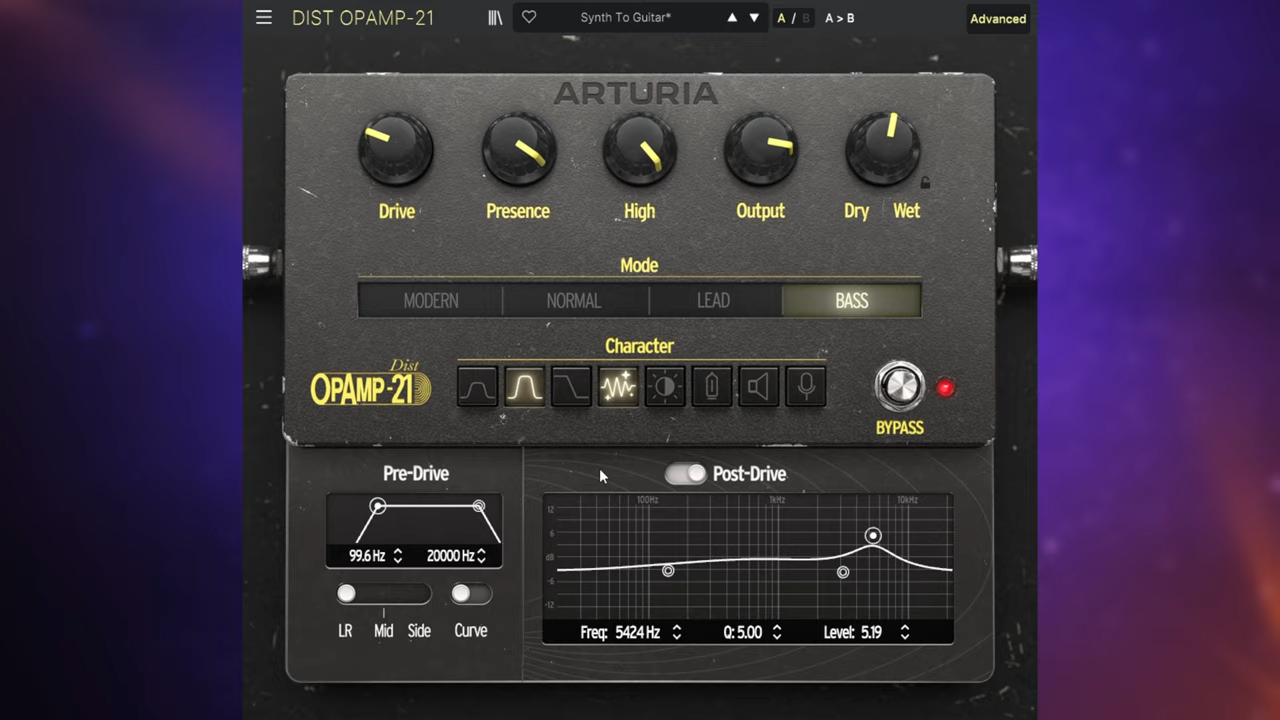 DIST OPAMP-21
Synth To Guitar*
A / B
A > B
Advanced
ARTURIA
Drive
Presence
High
Output
Dry
Wet
Mode
MODERN
NORMAL
LEAD
BASS
Character
Dist
OPAMP-21
BYPASS
Pre-Drive
Post-Drive
99.6 Hz
20000 Hz
LR
Mid
Side
Curve
100Hz
1kHz
10kHz
12
6
dB
-6
-12
Freq: 5424 Hz
Q: 5.00
Level: 5.19